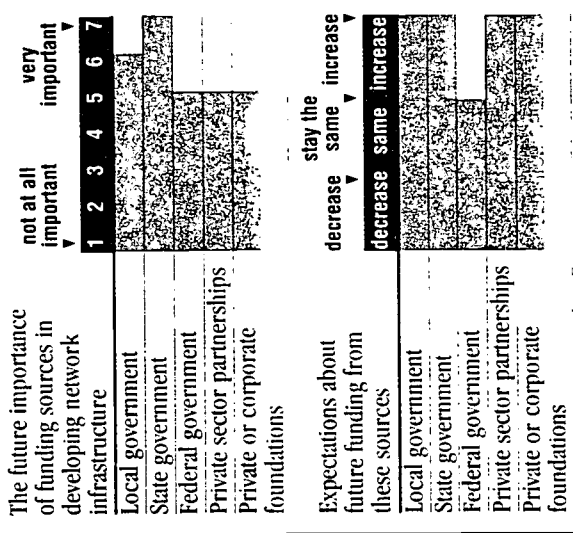 The future importance
of funding sources in
developing network
infrastructure
not at all
important
very
important
1 2 3 4 5 6 7
Local government
State government
Federal government
Private sector partnerships
Private or corporate
foundations
Expectations about
future funding from
these sources
decrease
stay the
same
increase
decrease same increase
Local government
State government
Federal government
Private sector partnerships
Private or corporate
foundations